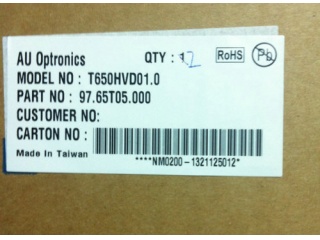 AU Optronics QTY : 12 RoHS Pb
MODEL NO : T650HVD01.0
PART NO : 97.65T05.000
CUSTOMER NO:
CARTON NO :
Made In Taiwan
****NM0200-1321125012*